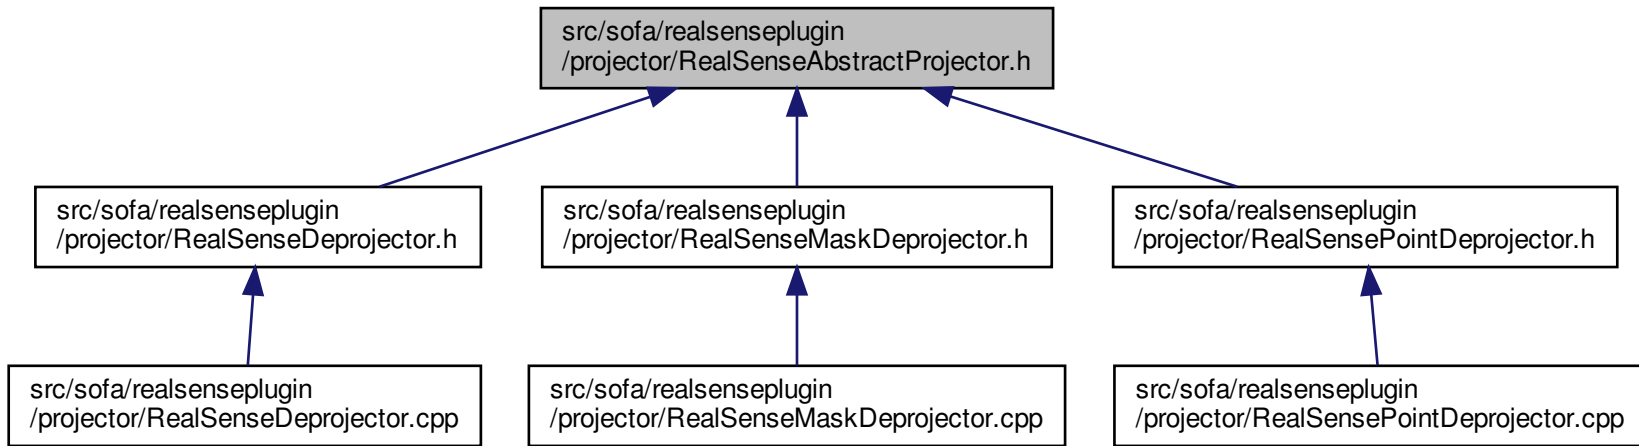 src/sofa/realsenseplugin
/projector/RealSenseAbstractProjector.h
src/sofa/realsenseplugin
/projector/RealSenseDeprojector.h
src/sofa/realsenseplugin
/projector/RealSenseMaskDeprojector.h
src/sofa/realsenseplugin
/projector/RealSensePointDeprojector.h
src/sofa/realsenseplugin
/projector/RealSenseDeprojector.cpp
src/sofa/realsenseplugin
/projector/RealSenseMaskDeprojector.cpp
src/sofa/realsenseplugin
/projector/RealSensePointDeprojector.cpp